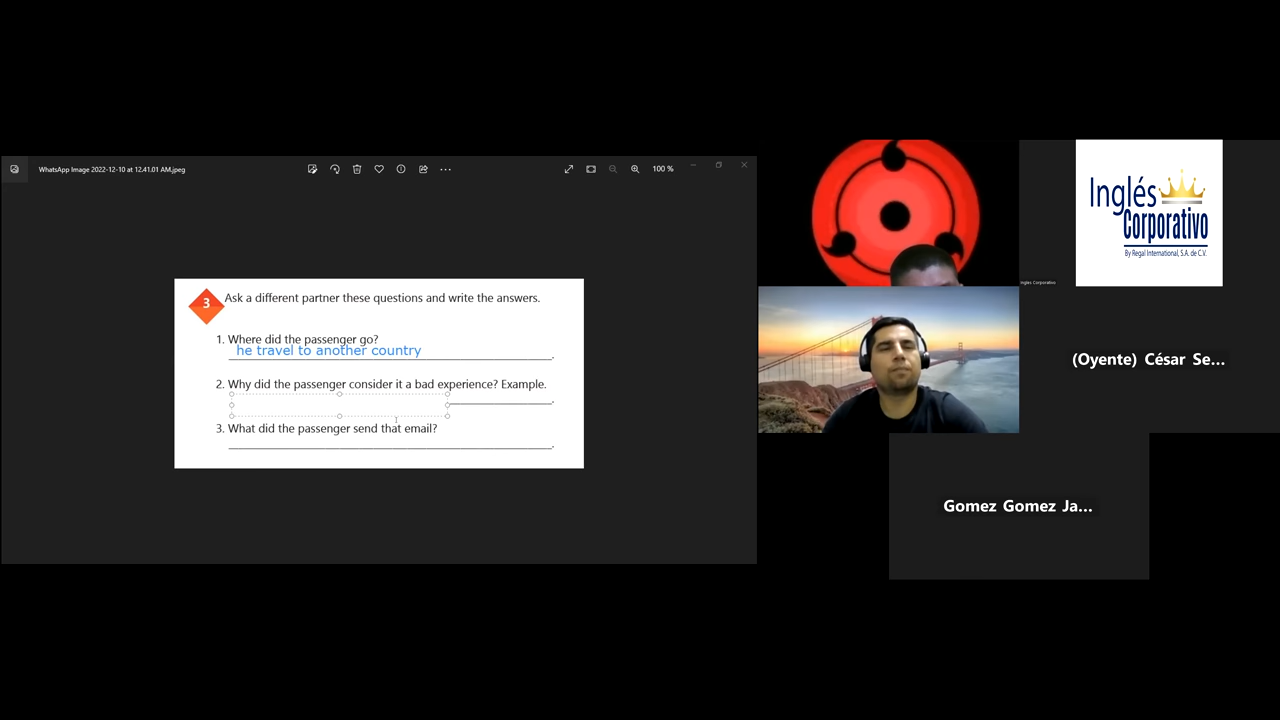 WhatsApp Image 2022-12-10 at 12.41.01 AM.jpeg
100 %
3
Ask a different partner these questions and write the answers.
1. Where did the passenger go?
he travel to another country
2. Why did the passenger consider it a bad experience? Example.
3. What did the passenger send that email?
Inglés
Corporativo
By Regal International, S.A. de C.V.
Ingles Corporativo
(Oyente) César Se...
Gomez Gomez Ja...